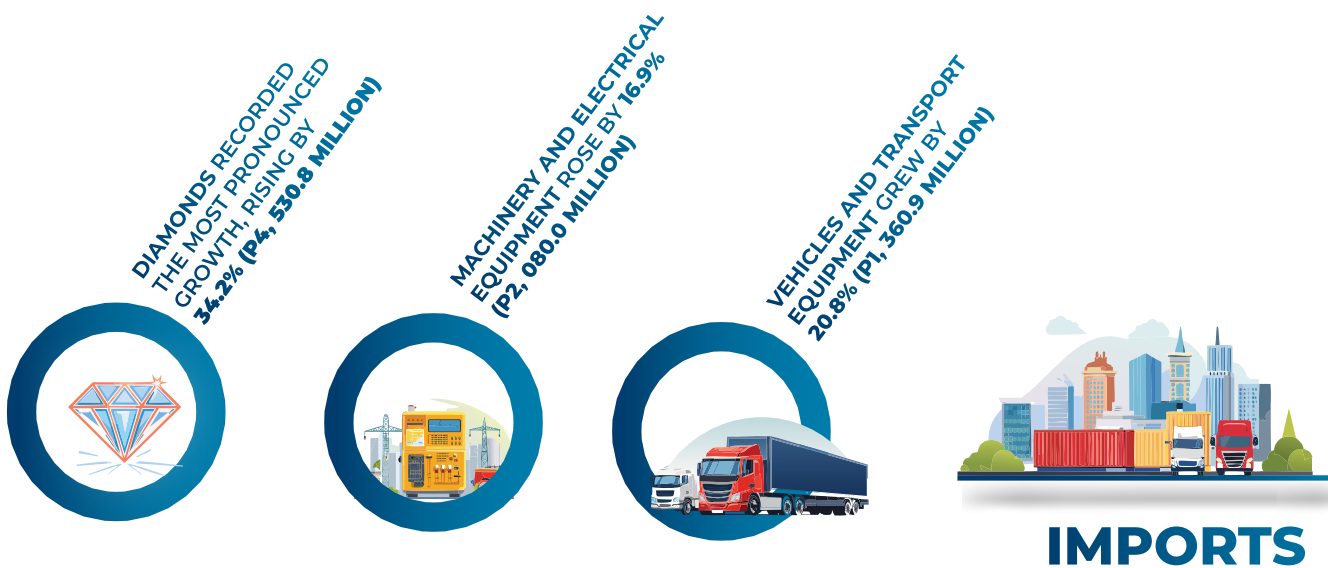 DIAMONDS RECORDED
THE MOST PRONOUNCED
GROWTH, RISING BY
34.2% (P4, 530.8 MILLION)
MACHINERY AND ELECTRICAL
EQUIPMENT ROSE BY 16.9%
(P2, 080.0 MILLION)
VEHICLES AND TRANSPORT
EQUIPMENT GREW BY
20.8% (P1, 360.9 MILLION)
IMPORTS